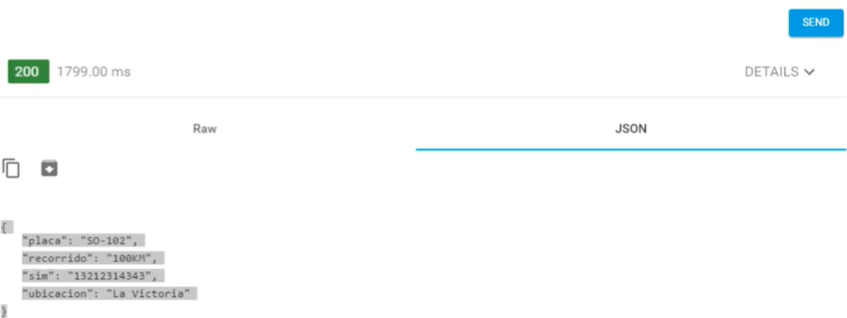 SEND
200 1799.00 ms DETAILS
Raw JSON
{
"placa": "SO-102",
"recorrido": "100KM",
"sim": "13212314343",
"ubicacion": "La Victoria"
}